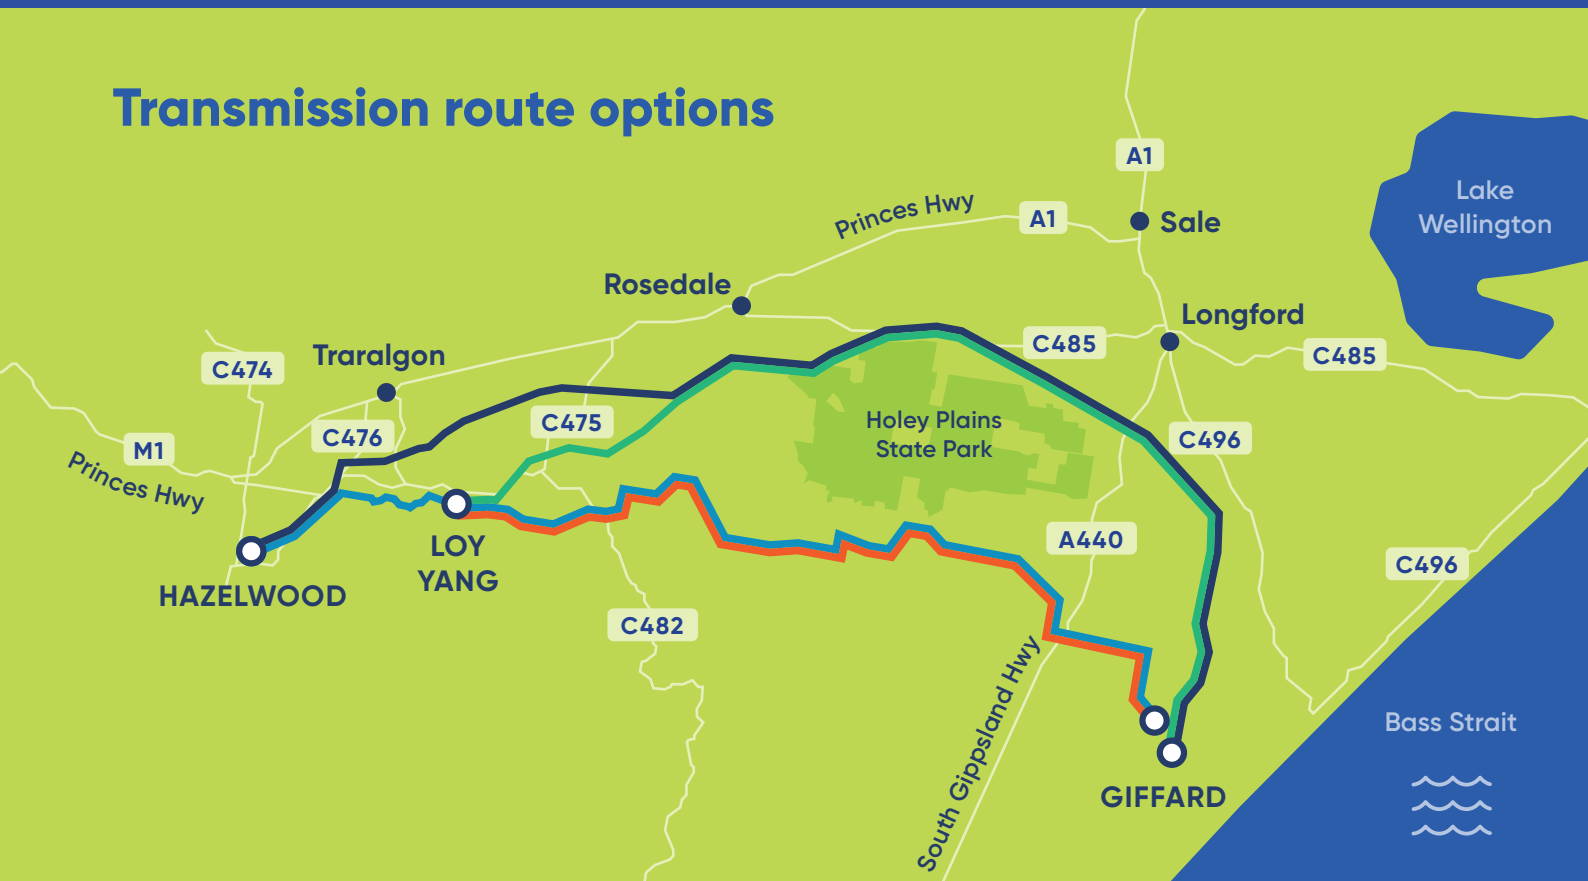 Transmission route options
A1
Lake
Wellington
Princes Hwy
A1
Sale
Rosedale
Longford
Traralgon
C485
C485
C474
Holey Plains
State Park
C475
C476
C496
M1
Princes Hwy
LOY
YANG
A440
C496
HAZELWOOD
C482
South Gippsland Hwy
Bass Strait
GIFFARD